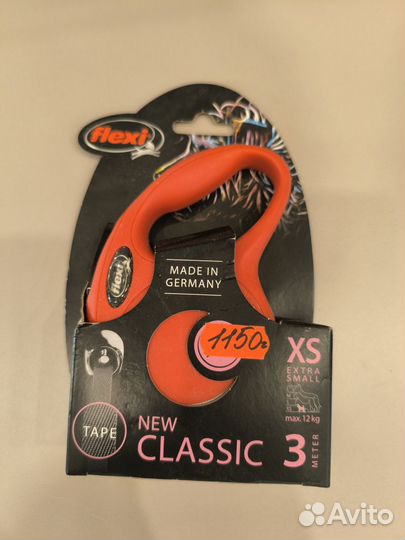 flexi
flexi
MADE IN
GERMANY
1150
XS
EXTRA
SMALL
max. 12 kg
TAPE
NEW
CLASSIC
3
METER
Avito